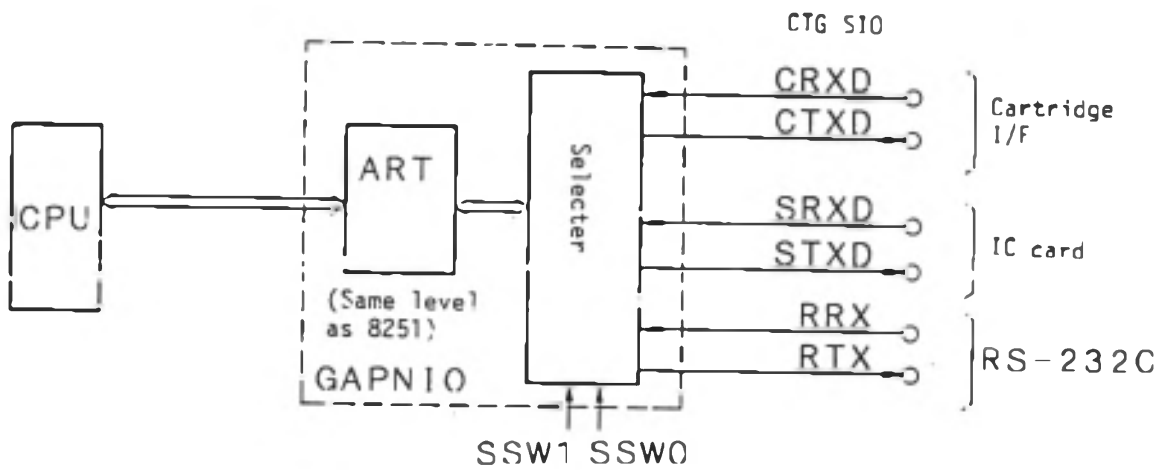 CTG SIO
CRXD
CTXD
Cartridge
I/F
CPU
ART
Selecter
SRXD
STXD
IC card
(Same level
as 8251)
RRX
RTX
RS-232C
GAPNIO
SSW1 SSW0